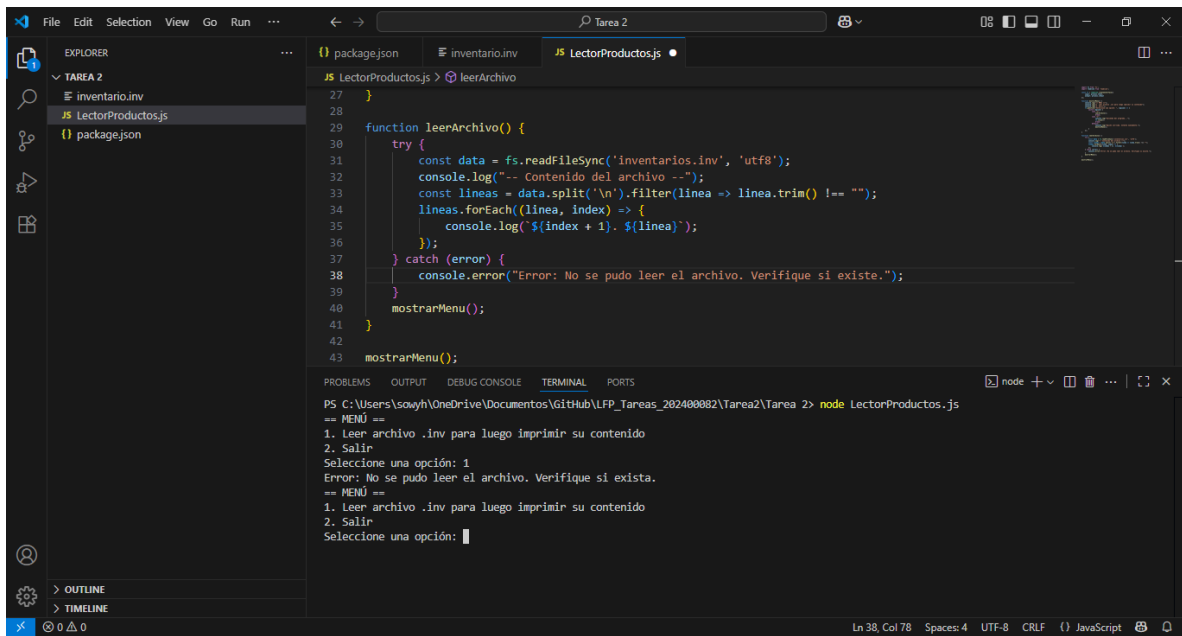 File Edit Selection View Go Run ···
Tarea 2
EXPLORER ···
TAREA 2
inventario.inv
JS LectorProductos.js
{} package.json
OUTLINE
TIMELINE
{} package.json inventario.inv JS LectorProductos.js
JS LectorProductos.js > leerArchivo
27 }
28
29 function leerArchivo() {
30 try {
31 const data = fs.readFileSync('inventarios.inv', 'utf8');
32 console.log("-- Contenido del archivo --");
33 const lineas = data.split('\n').filter(linea => linea.trim() !== "");
34 lineas.forEach((linea, index) => {
35 console.log(`${index + 1}. ${linea}`);
36 });
37 } catch (error) {
38 console.error("Error: No se pudo leer el archivo. Verifique si existe.");
39 }
40 mostrarMenu();
41 }
42
43 mostrarMenu();
PROBLEMS OUTPUT DEBUG CONSOLE TERMINAL PORTS node
PS C:\Users\sowyh\OneDrive\Documentos\GitHub\LFP_Tareas_202400082\Tarea2\Tarea 2> node LectorProductos.js
== MENÚ ==
1. Leer archivo .inv para luego imprimir su contenido
2. Salir
Seleccione una opción: 1
Error: No se pudo leer el archivo. Verifique si exista.
== MENÚ ==
1. Leer archivo .inv para luego imprimir su contenido
2. Salir
Seleccione una opción:
1
0 0 Ln 38, Col 78 Spaces: 4 UTF-8 CRLF {} JavaScript